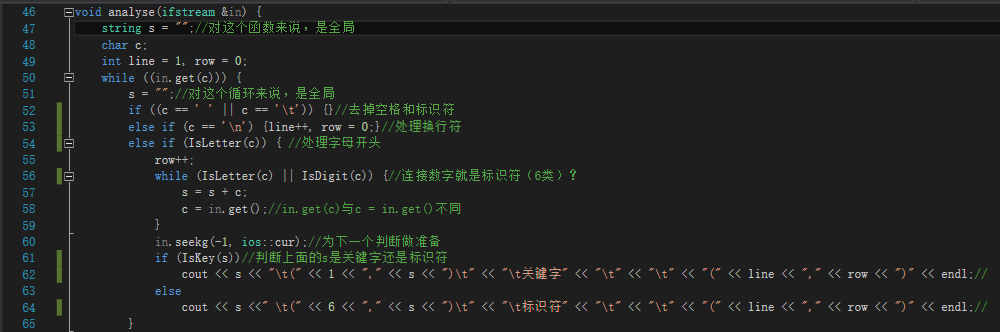 46 void analyse(ifstream &in) {
47 string s = "";//对这个函数来说，是全局
48 char c;
49 int line = 1, row = 0;
50 while ((in.get(c))) {
51 s = "";//对这个循环来说，是全局
52 if ((c == ' ' || c == '\t')) {}//去掉空格和标识符
53 else if (c == '\n') {line++, row = 0;}//处理换行符
54 else if (IsLetter(c)) { //处理字母开头
55 row++;
56 while (IsLetter(c) || IsDigit(c)) {//连接数字就是标识符（6类）？
57 s = s + c;
58 c = in.get();//in.get(c)与c = in.get()不同
59 }
60 in.seekg(-1, ios::cur);//为下一个判断做准备
61 if (IsKey(s))//判断上面的s是关键字还是标识符
62 cout << s << "\t(" << 1 << "," << s << ")\t" << "\t关键字" << "\t" << "\t" << "(" << line << "," << row << ")" << endl;//
63 else
64 cout << s <<" \t(" << 6 << "," << s << ")\t" << "\t标识符" << "\t" << "\t" << "(" << line << "," << row << ")" << endl;//
65 }